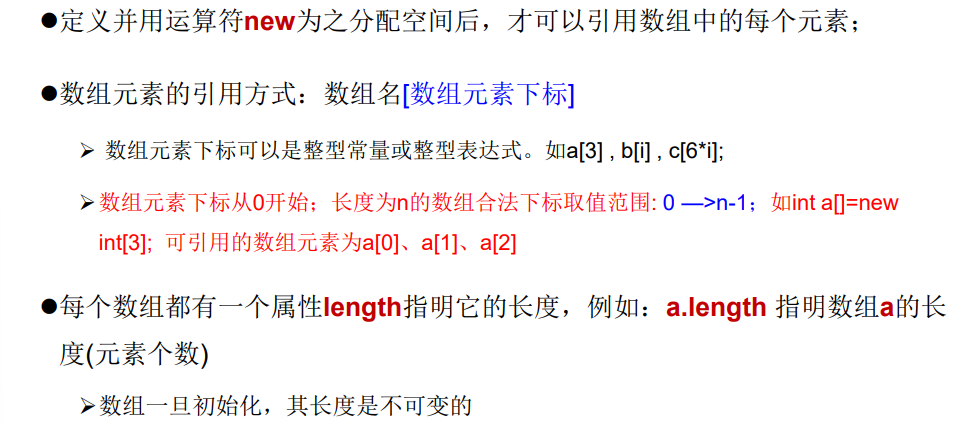 ●定义并用运算符new为之分配空间后，才可以引用数组中的每个元素；
●数组元素的引用方式：数组名[数组元素下标]
➢ 数组元素下标可以是整型常量或整型表达式。如a[3] , b[i] , c[6*i];
➢数组元素下标从0开始；长度为n的数组合法下标取值范围: 0 —>n-1；如int a[]=new
int[3]; 可引用的数组元素为a[0]、a[1]、a[2]
●每个数组都有一个属性length指明它的长度，例如：a.length 指明数组a的长
度(元素个数)
➢数组一旦初始化，其长度是不可变的